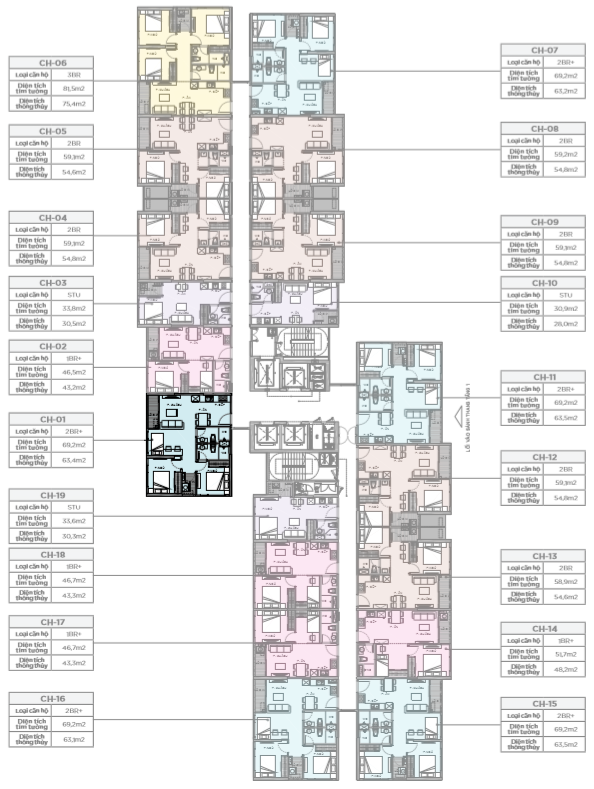 CH-06
Loại căn hộ 3BR
Diện tích tim tường 81,5m2
Diện tích thông thủy 75,4m2
CH-05
Loại căn hộ 2BR
Diện tích tim tường 59,1m2
Diện tích thông thủy 54,6m2
CH-04
Loại căn hộ 2BR
Diện tích tim tường 59,1m2
Diện tích thông thủy 54,8m2
CH-03
Loại căn hộ STU
Diện tích tim tường 33,8m2
Diện tích thông thủy 30,5m2
CH-02
Loại căn hộ 1BR+
Diện tích tim tường 46,5m2
Diện tích thông thủy 43,2m2
CH-01
Loại căn hộ 2BR+
Diện tích tim tường 69,2m2
Diện tích thông thủy 63,4m2
CH-19
Loại căn hộ STU
Diện tích tim tường 33,6m2
Diện tích thông thủy 30,3m2
CH-18
Loại căn hộ 1BR+
Diện tích tim tường 46,7m2
Diện tích thông thủy 43,3m2
CH-17
Loại căn hộ 1BR+
Diện tích tim tường 46,7m2
Diện tích thông thủy 43,3m2
CH-16
Loại căn hộ 2BR+
Diện tích tim tường 69,2m2
Diện tích thông thủy 63,1m2
CH-07
Loại căn hộ 2BR+
Diện tích tim tường 69,2m2
Diện tích thông thủy 63,2m2
CH-08
Loại căn hộ 2BR
Diện tích tim tường 59,2m2
Diện tích thông thủy 54,8m2
CH-09
Loại căn hộ 2BR
Diện tích tim tường 59,1m2
Diện tích thông thủy 54,8m2
CH-10
Loại căn hộ STU
Diện tích tim tường 30,9m2
Diện tích thông thủy 28,0m2
LỐI VÀO SẢNH THANG TẦNG 1
CH-11
Loại căn hộ 2BR+
Diện tích tim tường 69,2m2
Diện tích thông thủy 63,5m2
CH-12
Loại căn hộ 2BR
Diện tích tim tường 59,1m2
Diện tích thông thủy 54,8m2
CH-13
Loại căn hộ 2BR
Diện tích tim tường 58,9m2
Diện tích thông thủy 54,6m2
CH-14
Loại căn hộ 1BR+
Diện tích tim tường 51,7m2
Diện tích thông thủy 48,2m2
CH-15
Loại căn hộ 2BR+
Diện tích tim tường 69,2m2
Diện tích thông thủy 63,5m2